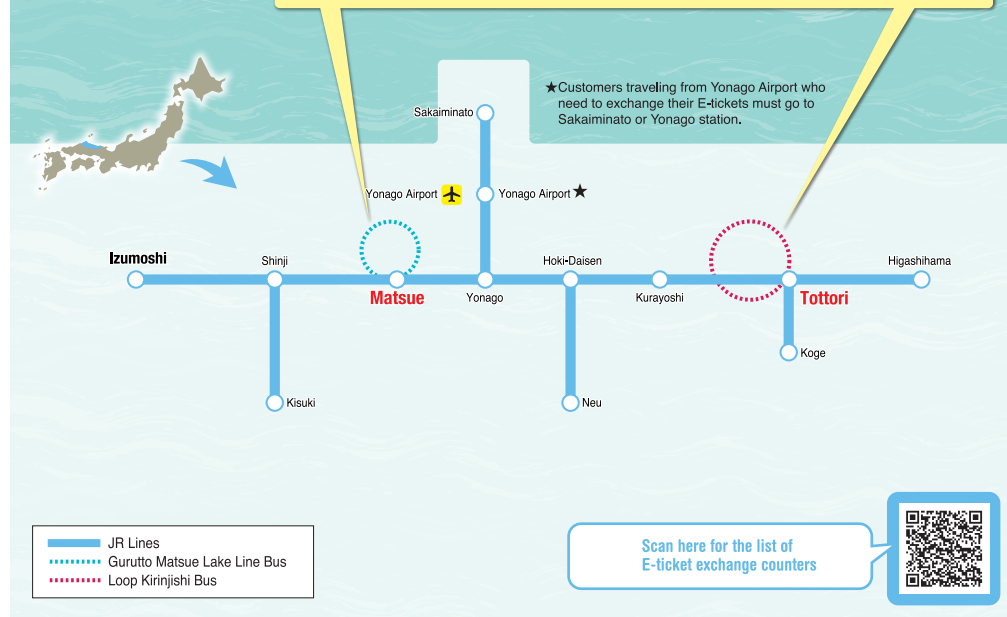 ★Customers traveling from Yonago Airport who
need to exchange their E-tickets must go to
Sakaiminato or Yonago station.
Sakaiminato
Yonago Airport
Yonago Airport★
Izumoshi
Shinji
Hoki-Daisen
Higashihama
Matsue
Yonago
Kurayoshi
Tottori
Koge
Kisuki
Neu
JR Lines
Gurutto Matsue Lake Line Bus
Loop Kirinjishi Bus
Scan here for the list of
E-ticket exchange counters